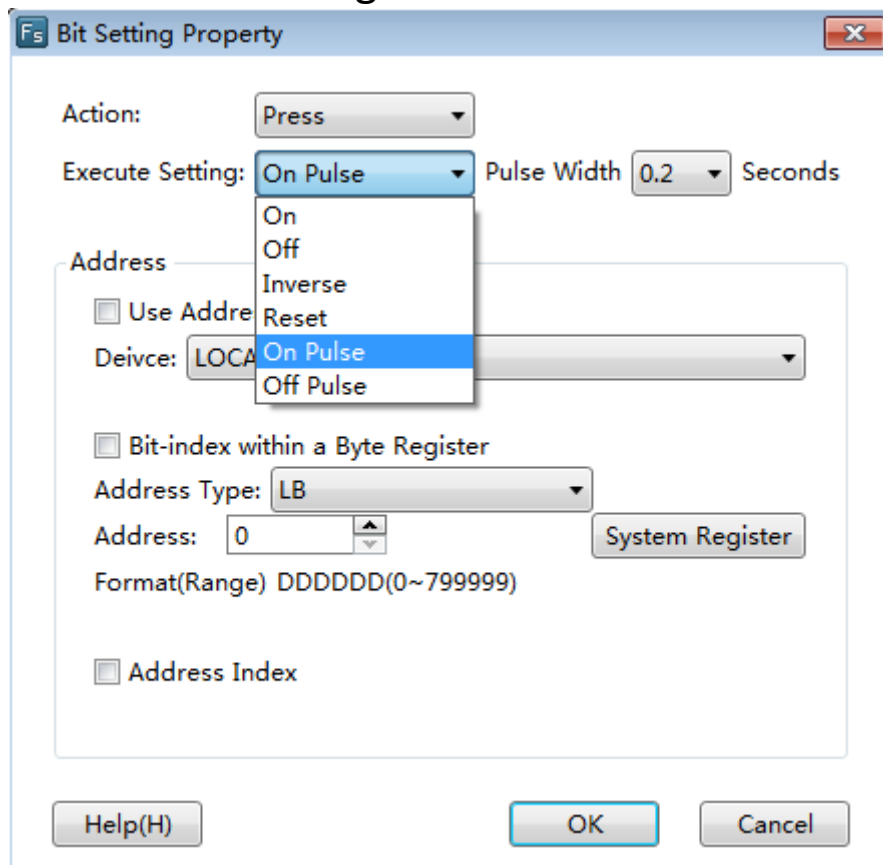 Fs Bit Setting Property
Action: Press
Execute Setting: On Pulse Pulse Width 0.2 Seconds
On
Off
Inverse
Reset
On Pulse
Off Pulse
Address
Use Addre
Deivce: LOCA
Bit-index within a Byte Register
Address Type: LB
Address: 0 System Register
Format(Range) DDDDDD(0~799999)
Address Index
Help(H) OK Cancel